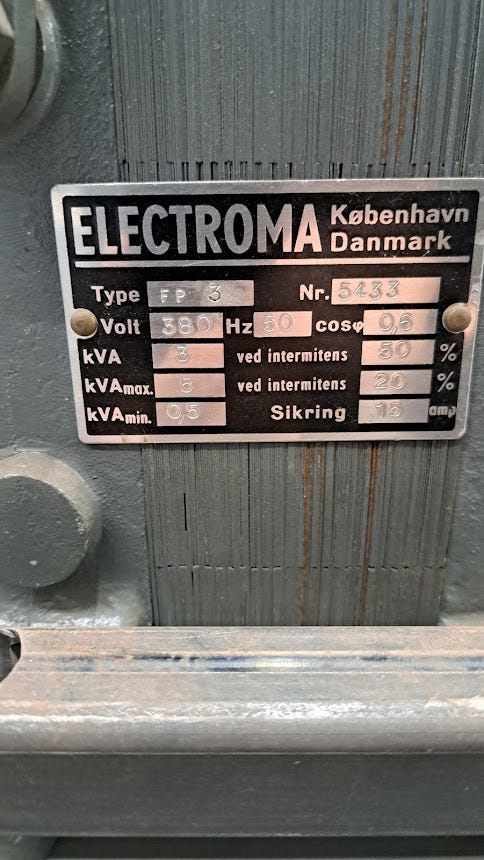 ELECTROMA København Danmark
Type FP 3 Nr. 5433
Volt 380 Hz 50 cosφ 0,6
kVA 3 ved intermitens 50 %
kVAmax. 5 ved intermitens 20 %
kVAmin. 0,5 Sikring 15 amp